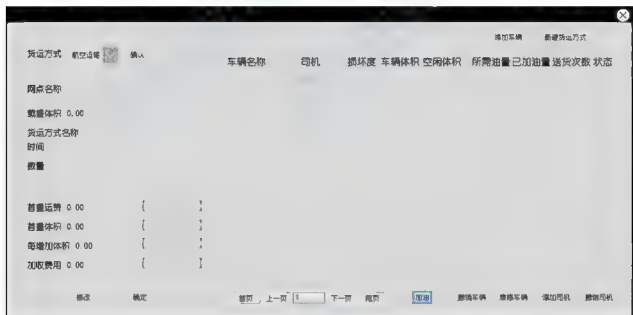 添加车辆 新建货运方式
货运方式 航空运输 确认
车辆名称 司机 损坏度 车辆体积 空闲体积 所需油量 已加油量 送货次数 状态
网点名称
载重体积 0.00
货运方式名称
时间
数量
首重运费 0.00 [ ]
首重体积 0.00 [ ]
每增加体积 0.00 [ ]
加收费用 0.00 [ ]
修改 确定 首页 , 上一页 1 下一页 尾页 加油 撤销车辆 维修车辆 添加司机 撤销司机